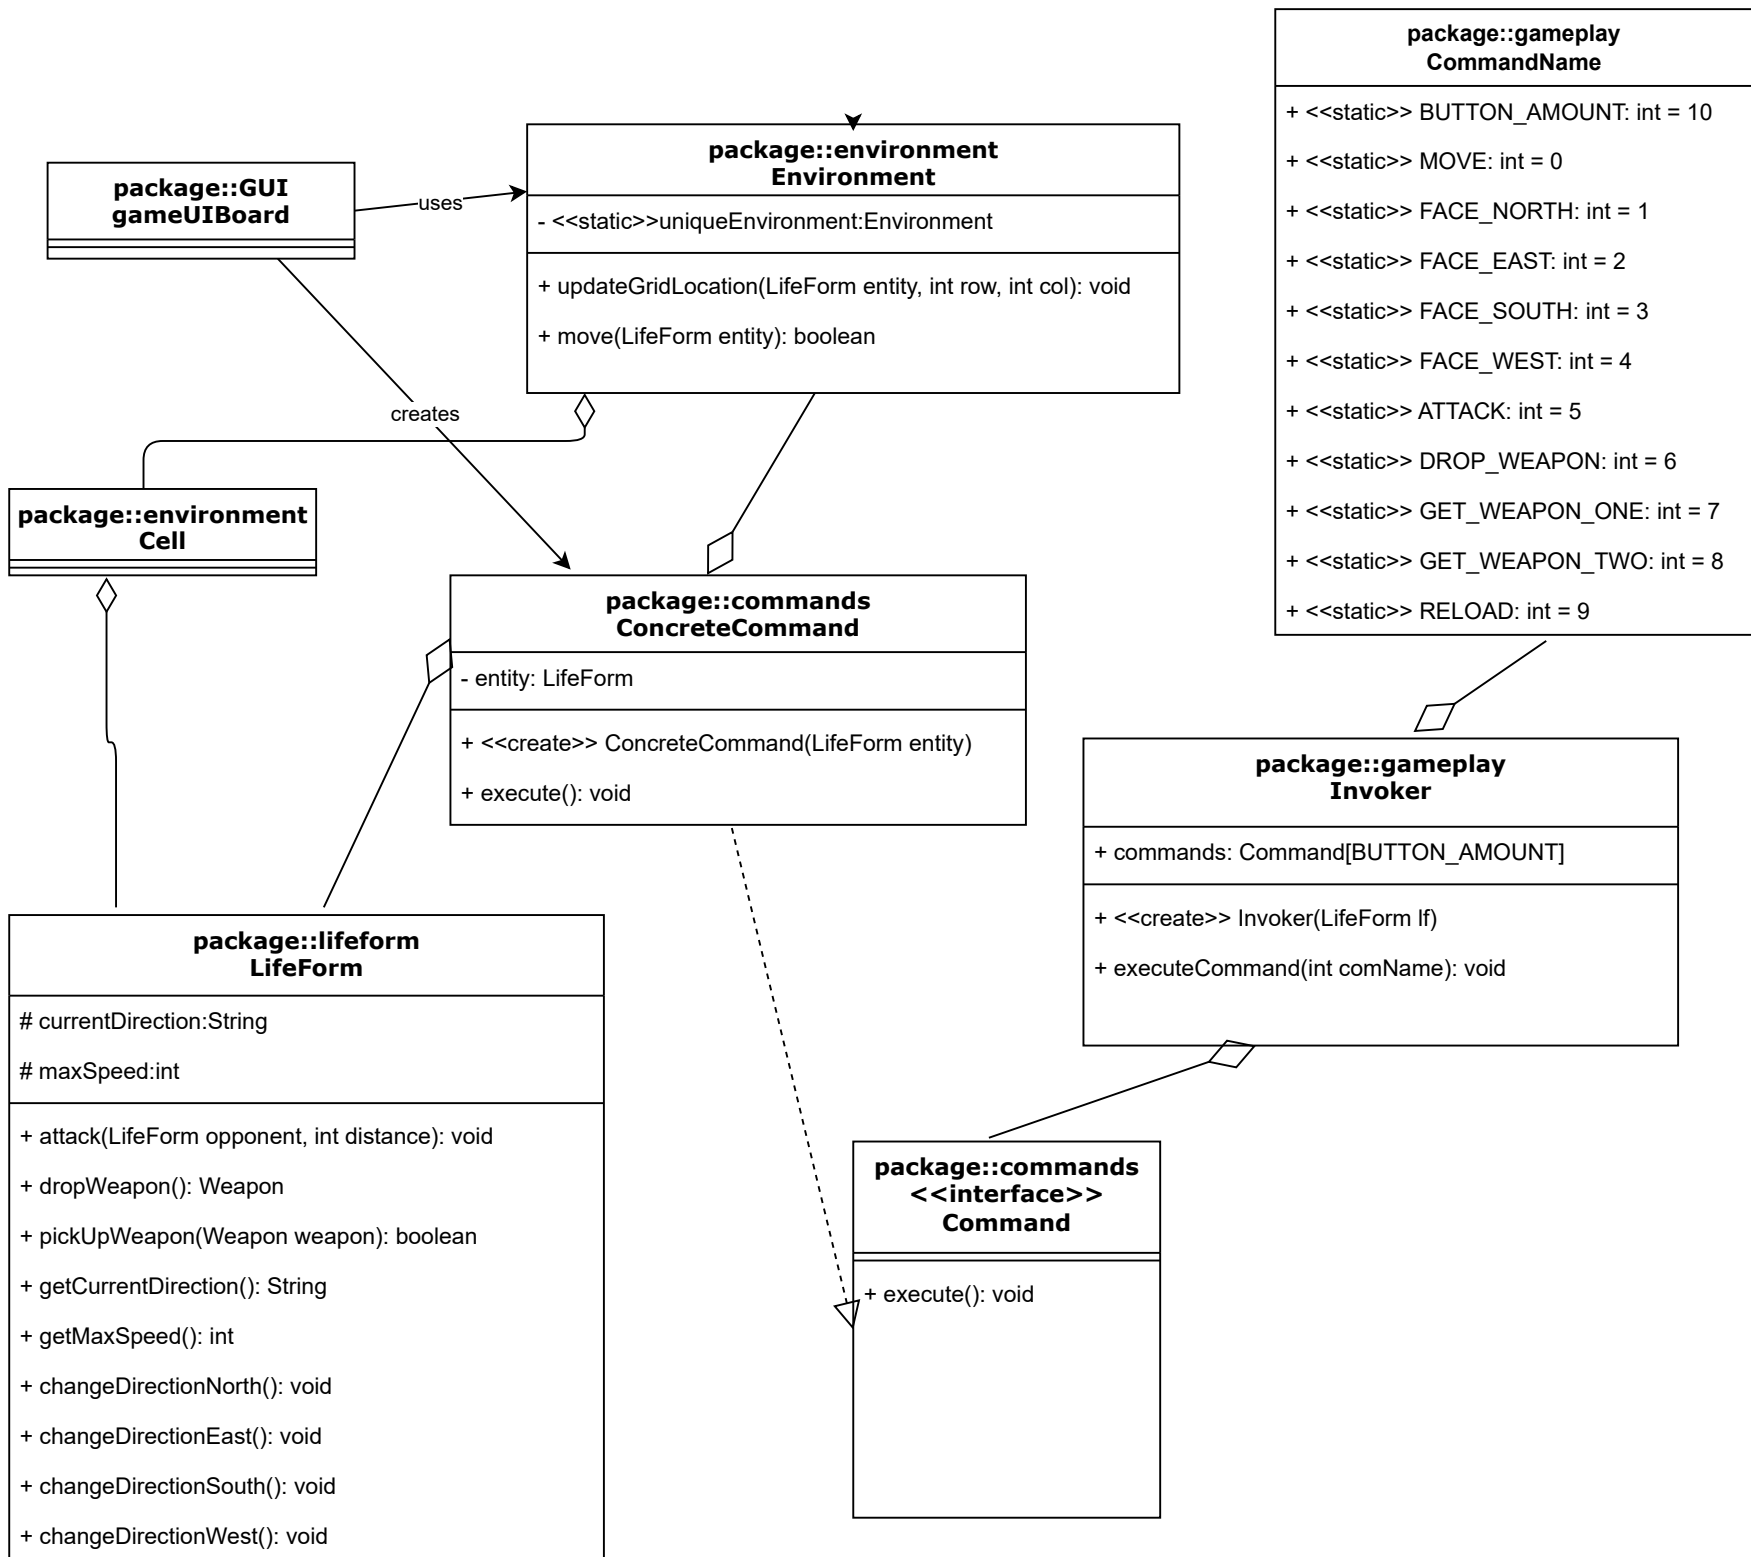 package::GUI
gameUIBoard
uses
package::environment
Environment
- <<static>>uniqueEnvironment:Environment
+ updateGridLocation(LifeForm entity, int row, int col): void
+ move(LifeForm entity): boolean
package::gameplay
CommandName
+ <<static>> BUTTON_AMOUNT: int = 10
+ <<static>> MOVE: int = 0
+ <<static>> FACE_NORTH: int = 1
+ <<static>> FACE_EAST: int = 2
+ <<static>> FACE_SOUTH: int = 3
+ <<static>> FACE_WEST: int = 4
+ <<static>> ATTACK: int = 5
+ <<static>> DROP_WEAPON: int = 6
+ <<static>> GET_WEAPON_ONE: int = 7
+ <<static>> GET_WEAPON_TWO: int = 8
+ <<static>> RELOAD: int = 9
creates
package::environment
Cell
package::commands
ConcreteCommand
- entity: LifeForm
+ <<create>> ConcreteCommand(LifeForm entity)
+ execute(): void
package::gameplay
Invoker
+ commands: Command[BUTTON_AMOUNT]
+ <<create>> Invoker(LifeForm lf)
+ executeCommand(int comName): void
package::lifeform
LifeForm
# currentDirection:String
# maxSpeed:int
+ attack(LifeForm opponent, int distance): void
+ dropWeapon(): Weapon
+ pickUpWeapon(Weapon weapon): boolean
+ getCurrentDirection(): String
+ getMaxSpeed(): int
+ changeDirectionNorth(): void
+ changeDirectionEast(): void
+ changeDirectionSouth(): void
+ changeDirectionWest(): void
package::commands
<<interface>>
Command
+ execute(): void